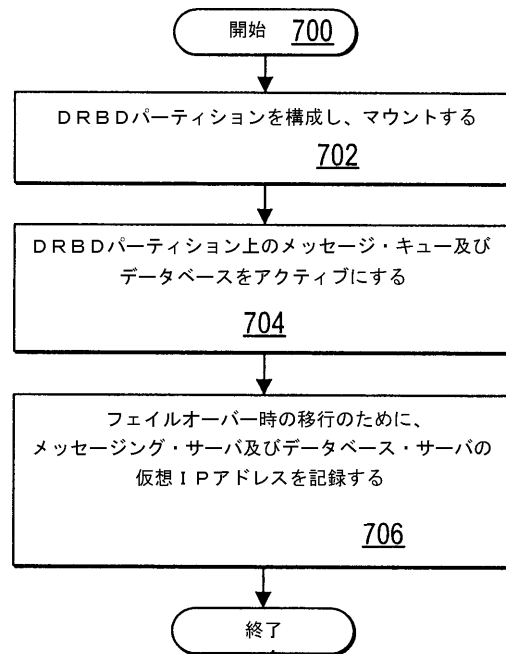 開始 700
DRBDパーティションを構成し、マウントする
702
DRBDパーティション上のメッセージ・キュー及び
データベースをアクティブにする
704
フェイルオーバー時の移行のために、
メッセージング・サーバ及びデータベース・サーバの
仮想IPアドレスを記録する
706
終了